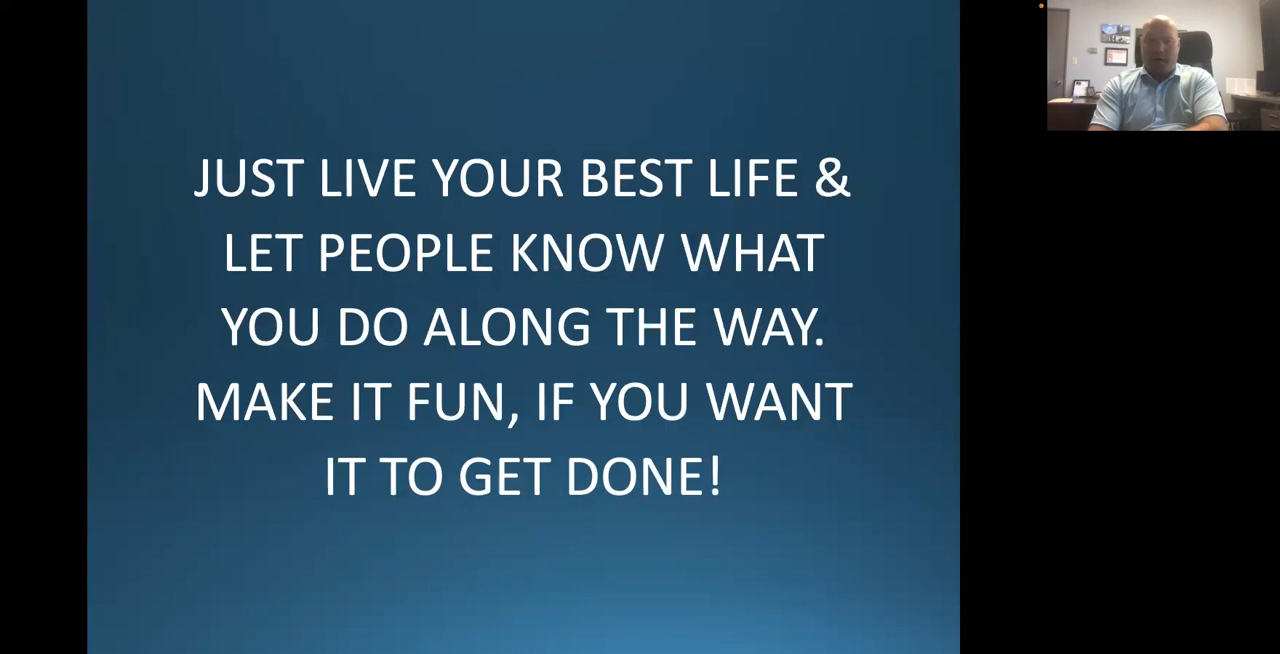 JUST LIVE YOUR BEST LIFE &
LET PEOPLE KNOW WHAT
YOU DO ALONG THE WAY.
MAKE IT FUN, IF YOU WANT
IT TO GET DONE!